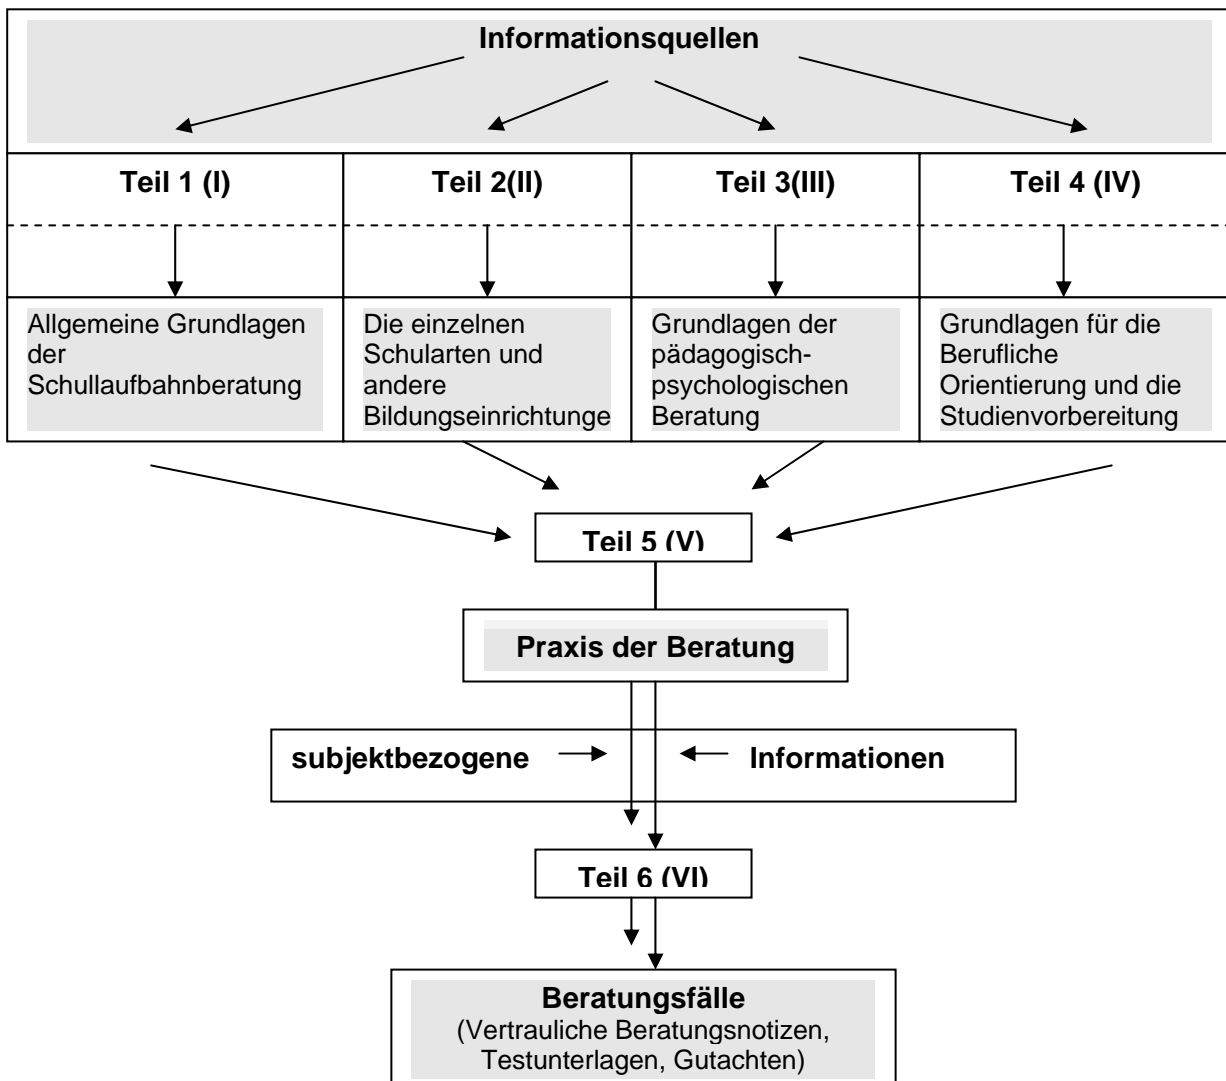 Informationsquellen
Teil 1 (I)
Teil 2(II)
Teil 3(III)
Teil 4 (IV)
Allgemeine Grundlagen
der
Schullaufbahnberatung
Die einzelnen
Schularten und
andere
Bildungseinrichtunge
Grundlagen der
pädagogisch-
psychologischen
Beratung
Grundlagen für die
Berufliche
Orientierung und die
Studienvorbereitung
Teil 5 (V)
Praxis der Beratung
subjektbezogene
Informationen
Teil 6 (VI)
Beratungsfälle
(Vertrauliche Beratungsnotizen,
Testunterlagen, Gutachten)